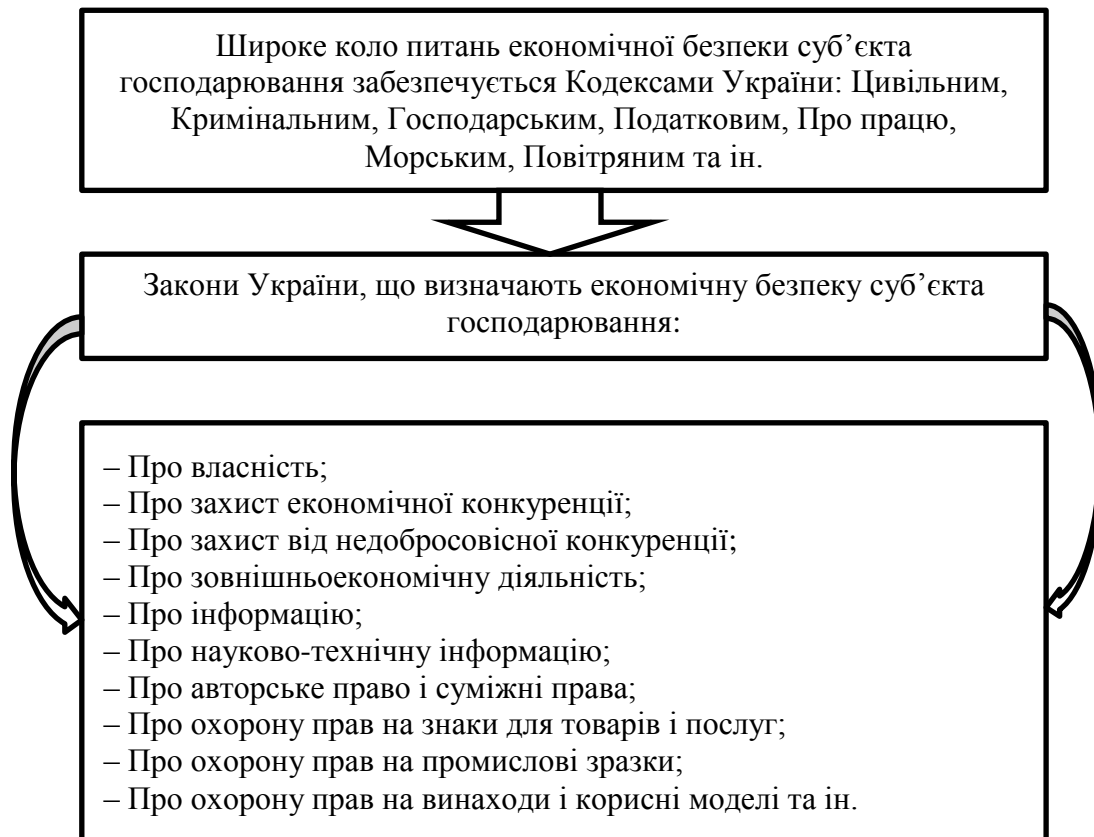 Широке коло питань економічної безпеки суб’єкта
господарювання забезпечується Кодексами України: Цивільним,
Кримінальним, Господарським, Податковим, Про працю,
Морським, Повітряним та ін.
Закони України, що визначають економічну безпеку суб’єкта
господарювання:
– Про власність;
– Про захист економічної конкуренції;
– Про захист від недобросовісної конкуренції;
– Про зовнішньоекономічну діяльність;
– Про інформацію;
– Про науково-технічну інформацію;
– Про авторське право і суміжні права;
– Про охорону прав на знаки для товарів і послуг;
– Про охорону прав на промислові зразки;
– Про охорону прав на винаходи і корисні моделі та ін.